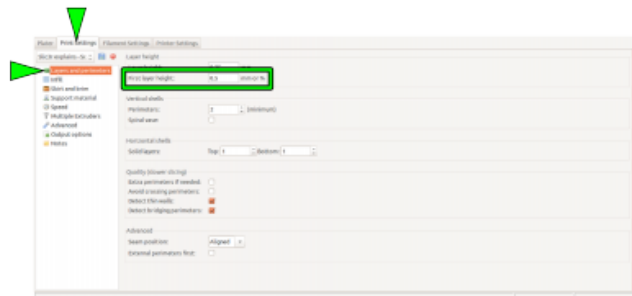 Plater Print Settings Filament Settings Printer Settings
Layers and perimeters
Infill
Skirt and brim
Support material
Speed
Multiple Extruders
Advanced
Output options
Notes
Layer height
First layer height: mm or %
Vertical shells
Perimeters: 3 (minimum)
Spiral vase:
Horizontal shells
Solid layers: Top: Bottom:
Quality (slower slicing)
Extra perimeters if needed:
Avoid crossing perimeters:
Detect thin walls:
Detect bridging perimeters:
Advanced
Seam position: Aligned
External perimeters first: